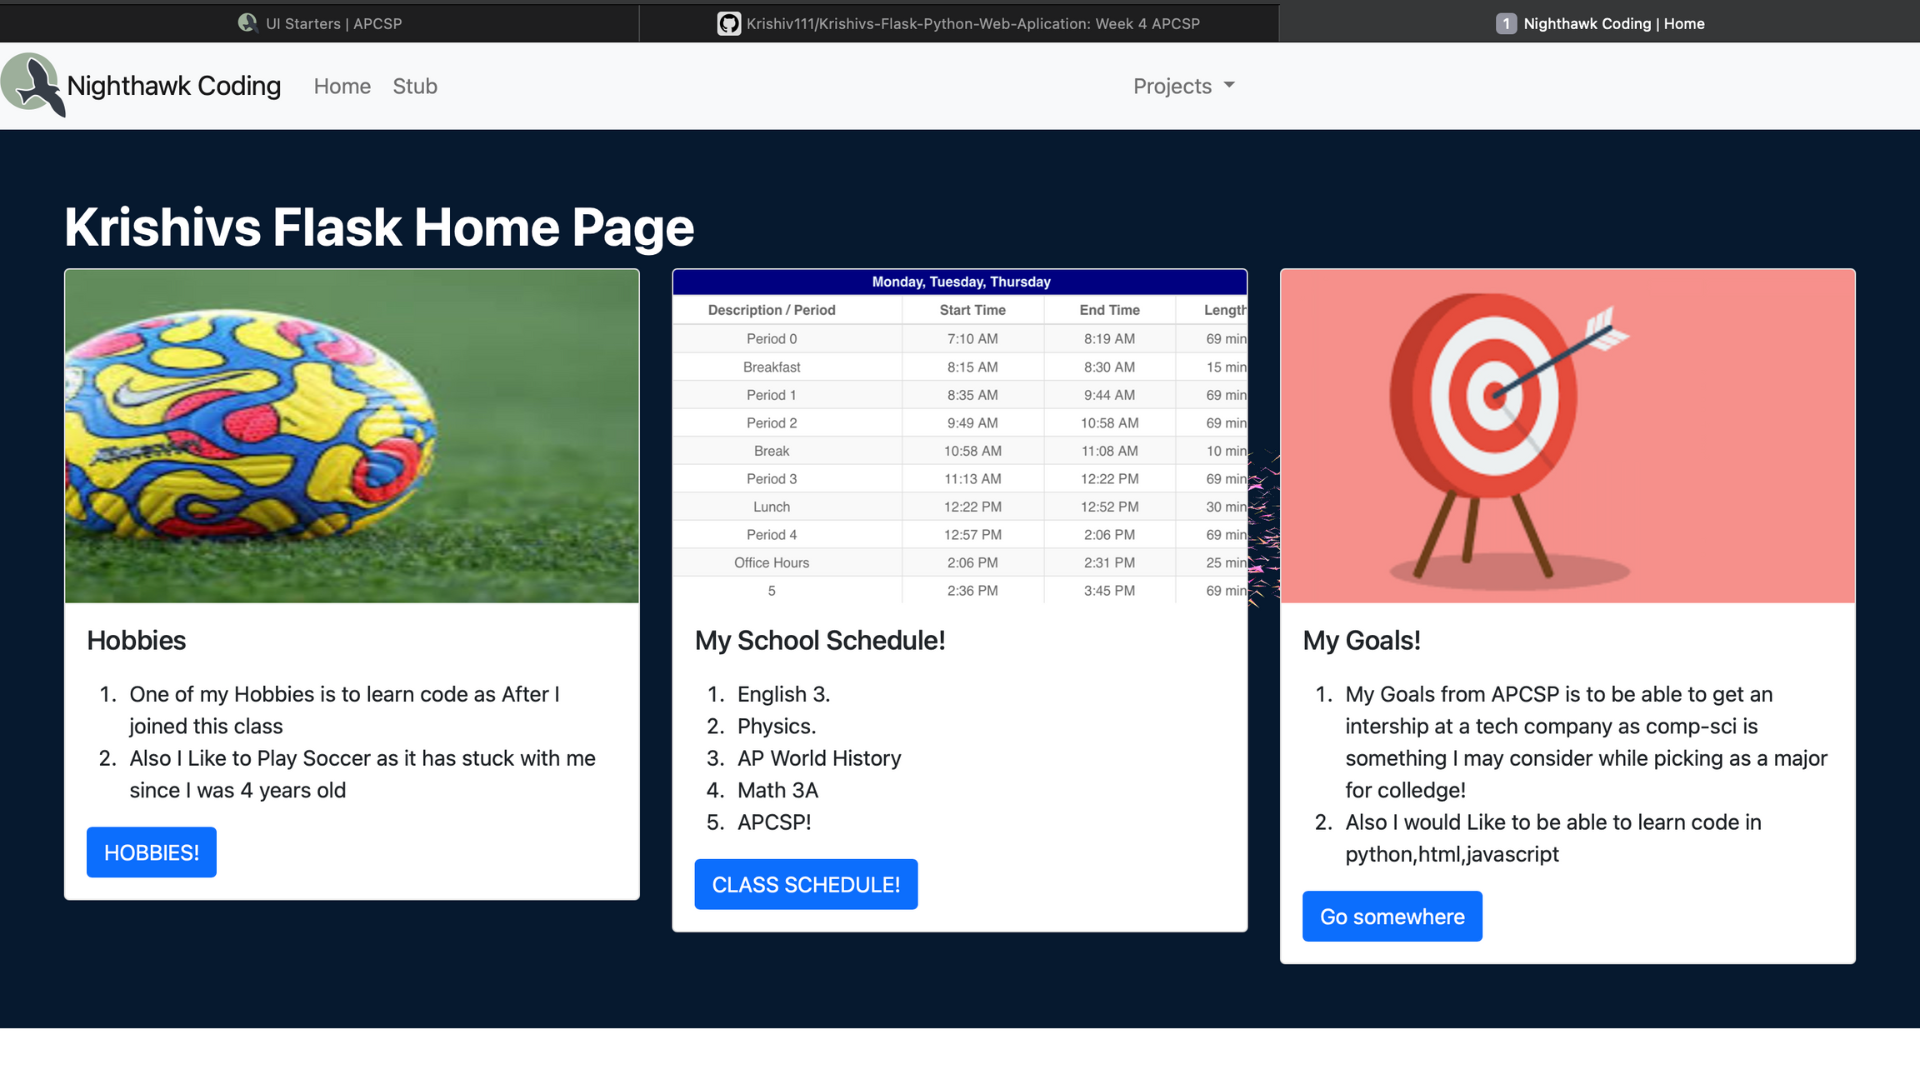 UI Starters | APCSP
Krishiv111/Krishivs-Flask-Python-Web-Aplication: Week 4 APCSP
1 Nighthawk Coding | Home
Nighthawk Coding Home Stub Projects
Krishivs Flask Home Page
Monday, Tuesday, Thursday
Description / Period Start Time End Time Length
Period 0 7:10 AM 8:19 AM 69 min
Breakfast 8:15 AM 8:30 AM 15 min
Period 1 8:35 AM 9:44 AM 69 min
Period 2 9:49 AM 10:58 AM 69 min
Break 10:58 AM 11:08 AM 10 min
Period 3 11:13 AM 12:22 PM 69 min
Lunch 12:22 PM 12:52 PM 30 min
Period 4 12:57 PM 2:06 PM 69 min
Office Hours 2:06 PM 2:31 PM 25 min
5 2:36 PM 3:45 PM 69 min
Hobbies
1. One of my Hobbies is to learn code as After I
joined this class
2. Also I Like to Play Soccer as it has stuck with me
since I was 4 years old
HOBBIES!
My School Schedule!
1. English 3.
2. Physics.
3. AP World History
4. Math 3A
5. APCSP!
CLASS SCHEDULE!
My Goals!
1. My Goals from APCSP is to be able to get an
intership at a tech company as comp-sci is
something I may consider while picking as a major
for colledge!
2. Also I would Like to be able to learn code in
python,html,javascript
Go somewhere